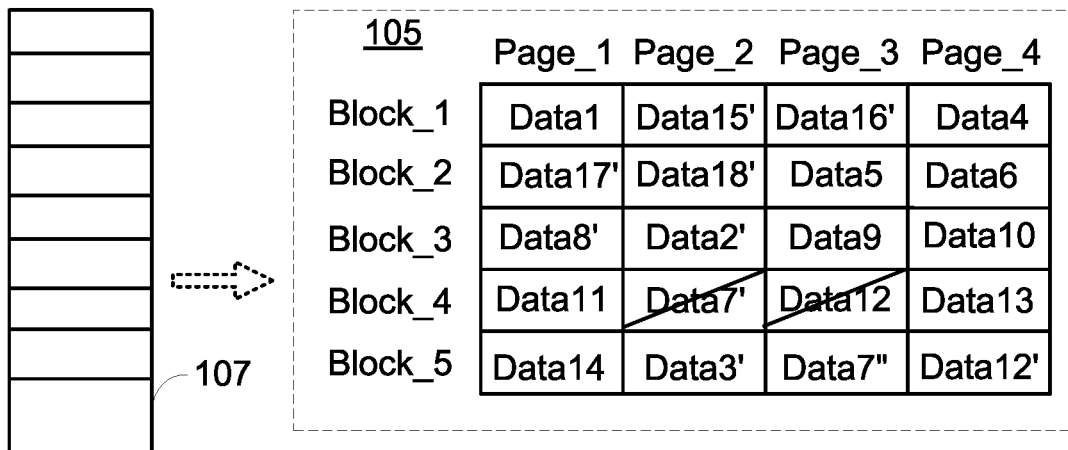 105
Page_1 Page_2 Page_3 Page_4
Block_1 Data1 Data15' Data16' Data4
Block_2 Data17' Data18' Data5 Data6
Block_3 Data8' Data2' Data9 Data10
Block_4 Data11 Data7' Data12 Data13
Block_5 Data14 Data3' Data7" Data12'
107